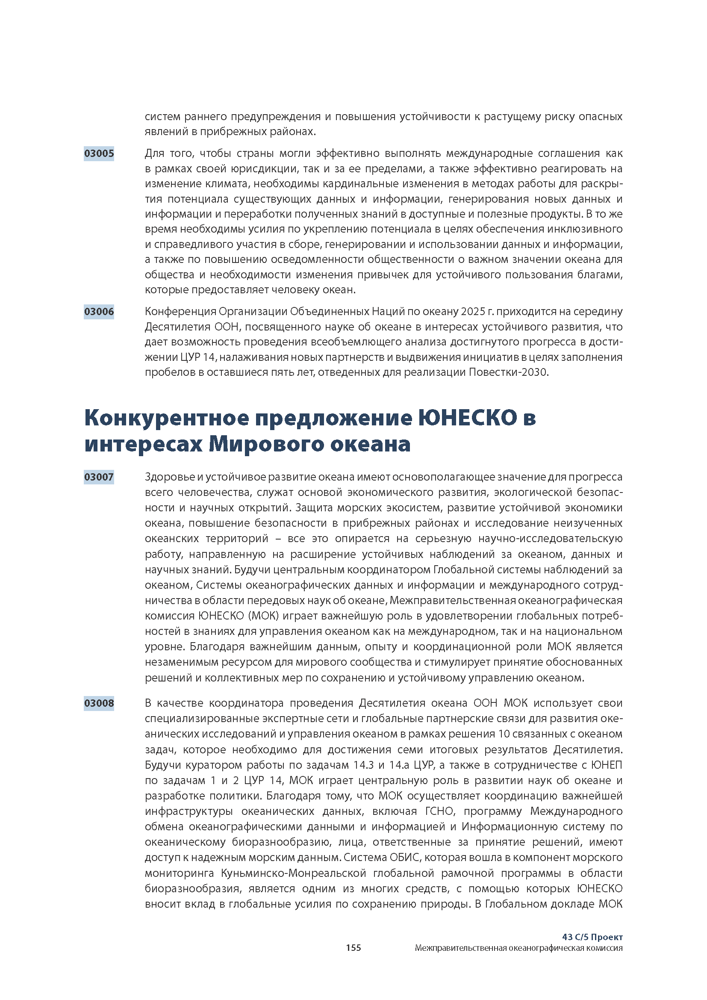 систем раннего предупреждения и повышения устойчивости к растущему риску опасных
явлений в прибрежных районах.
03005 Для того, чтобы страны могли эффективно выполнять международные соглашения как
в рамках своей юрисдикции, так и за ее пределами, а также эффективно реагировать на
изменение климата, необходимы кардинальные изменения в методах работы для раскры-
тия потенциала существующих данных и информации, генерирования новых данных и
информации и переработки полученных знаний в доступные и полезные продукты. В то же
время необходимы усилия по укреплению потенциала в целях обеспечения инклюзивного
и справедливого участия в сборе, генерировании и использовании данных и информации,
а также по повышению осведомленности общественности о важном значении океана для
общества и необходимости изменения привычек для устойчивого пользования благами,
которые предоставляет человеку океан.
03006 Конференция Организации Объединенных Наций по океану 2025 г. приходится на середину
Десятилетия ООН, посвященного науке об океане в интересах устойчивого развития, что
дает возможность проведения всеобъемлющего анализа достигнутого прогресса в дости-
жении ЦУР 14, налаживания новых партнерств и выдвижения инициатив в целях заполнения
пробелов в оставшиеся пять лет, отведенных для реализации Повестки-2030.
Конкурентное предложение ЮНЕСКО в
интересах Мирового океана
03007 Здоровье и устойчивое развитие океана имеют основополагающее значение для прогресса
всего человечества, служат основой экономического развития, экологической безопас-
ности и научных открытий. Защита морских экосистем, развитие устойчивой экономики
океана, повышение безопасности в прибрежных районах и исследование неизученных
океанских территорий – все это опирается на серьезную научно-исследовательскую
работу, направленную на расширение устойчивых наблюдений за океаном, данных и
научных знаний. Будучи центральным координатором Глобальной системы наблюдений за
океаном, Системы океанографических данных и информации и международного сотруд-
ничества в области передовых наук об океане, Межправительственная океанографическая
комиссия ЮНЕСКО (МОК) играет важнейшую роль в удовлетворении глобальных потреб-
ностей в знаниях для управления океаном как на международном, так и на национальном
уровне. Благодаря важнейшим данным, опыту и координационной роли МОК является
незаменимым ресурсом для мирового сообщества и стимулирует принятие обоснованных
решений и коллективных мер по сохранению и устойчивому управлению океаном.
03008 В качестве координатора проведения Десятилетия океана ООН МОК использует свои
специализированные экспертные сети и глобальные партнерские связи для развития оке-
анических исследований и управления океаном в рамках решения 10 связанных с океаном
задач, которое необходимо для достижения семи итоговых результатов Десятилетия.
Будучи куратором работы по задачам 14.3 и 14.a ЦУР, а также в сотрудничестве с ЮНЕП
по задачам 1 и 2 ЦУР 14, МОК играет центральную роль в развитии наук об океане и
разработке политики. Благодаря тому, что МОК осуществляет координацию важнейшей
инфраструктуры океанических данных, включая ГСНО, программу Международного
обмена океанографическими данными и информацией и Информационную систему по
океаническому биоразнообразию, лица, ответственные за принятие решений, имеют
доступ к надежным морским данным. Система ОБИС, которая вошла в компонент морского
мониторинга Куньминско-Монреальской глобальной рамочной программы в области
биоразнообразия, является одним из многих средств, с помощью которых ЮНЕСКО
вносит вклад в глобальные усилия по сохранению природы. В Глобальном докладе МОК
43 C/5 Проект
155 Межправительственная океанографическая комиссия